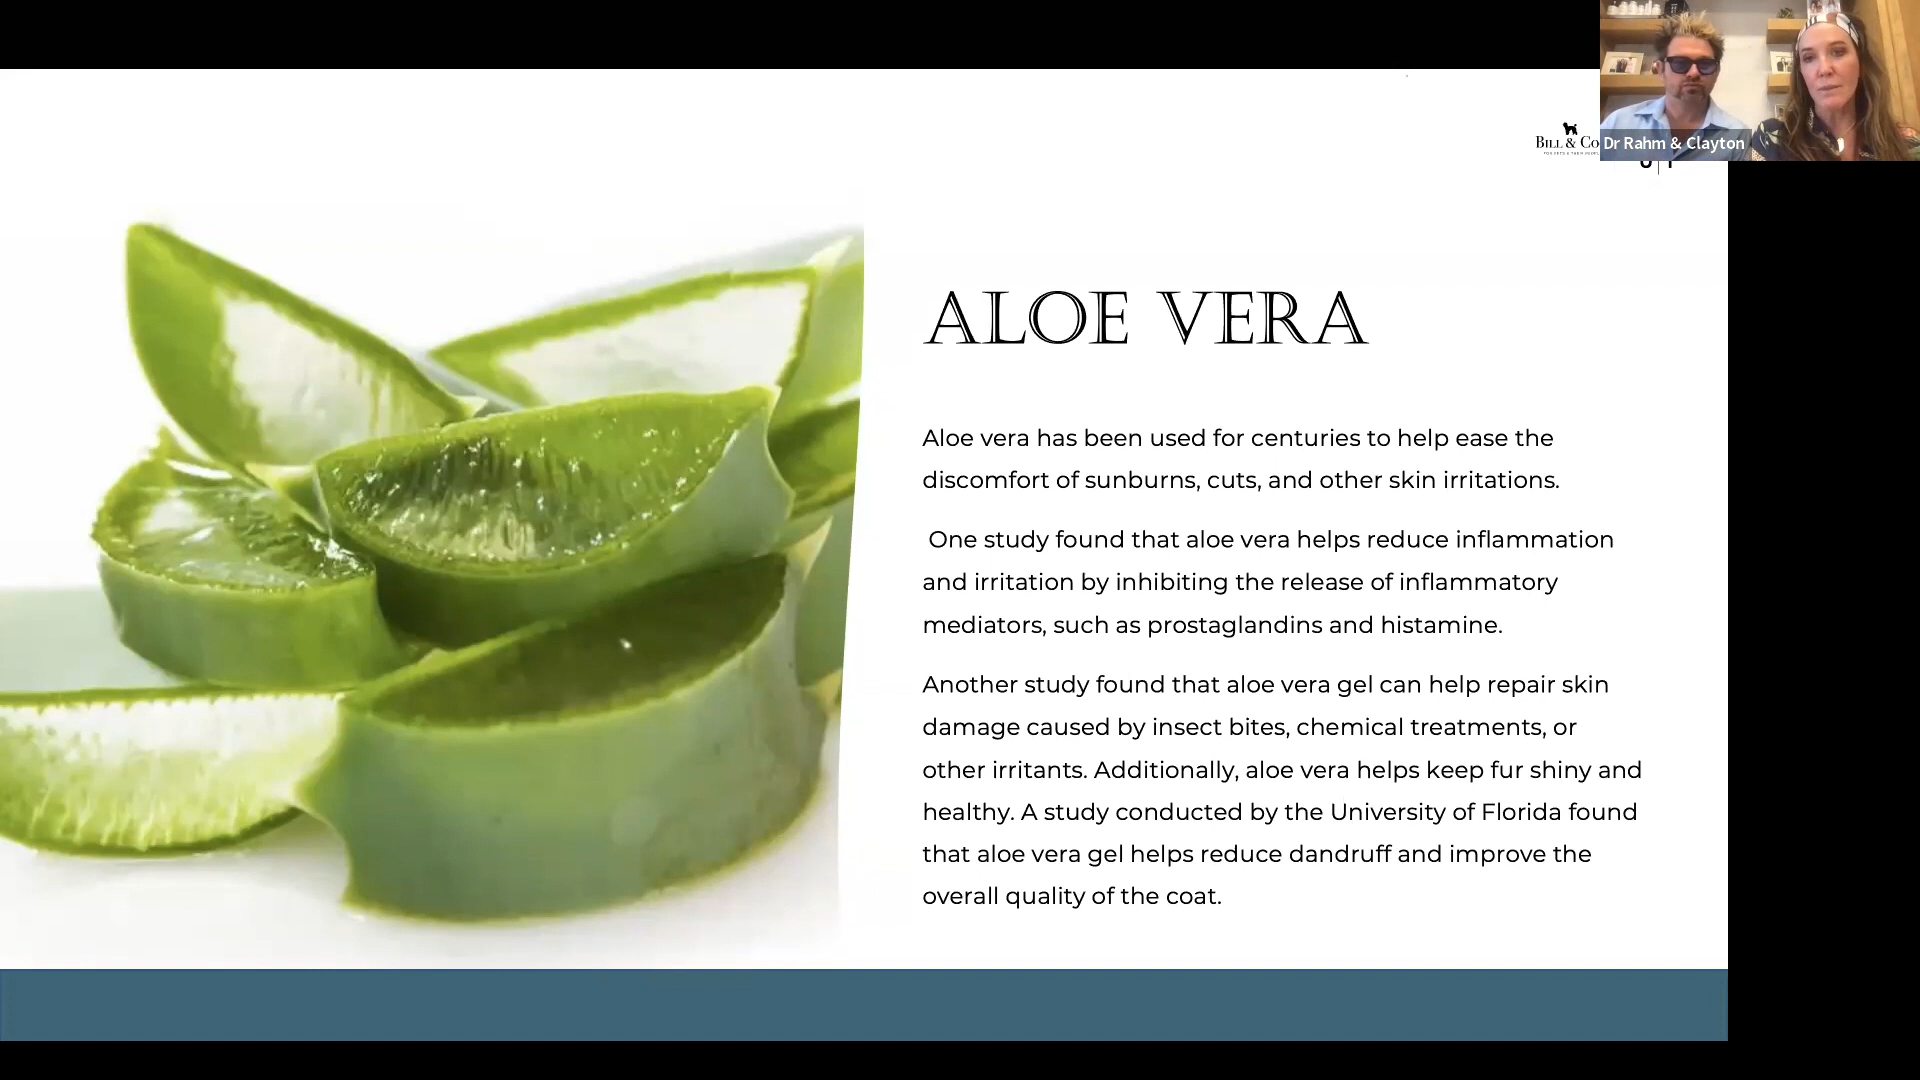 BILL & CO
Dr Rahm & Clayton
ALOE VERA
Aloe vera has been used for centuries to help ease the
discomfort of sunburns, cuts, and other skin irritations.
One study found that aloe vera helps reduce inflammation
and irritation by inhibiting the release of inflammatory
mediators, such as prostaglandins and histamine.
Another study found that aloe vera gel can help repair skin
damage caused by insect bites, chemical treatments, or
other irritants. Additionally, aloe vera helps keep fur shiny and
healthy. A study conducted by the University of Florida found
that aloe vera gel helps reduce dandruff and improve the
overall quality of the coat.